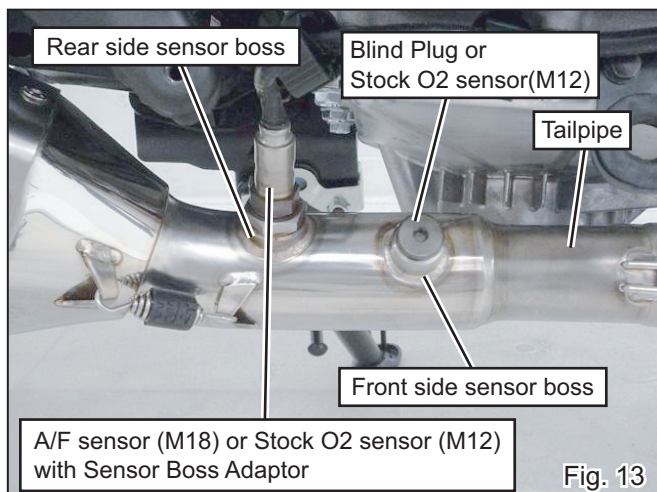 Rear side sensor boss
Blind Plug or
Stock O2 sensor(M12)
Tailpipe
Front side sensor boss
A/F sensor (M18) or Stock O2 sensor (M12)
with Sensor Boss Adaptor
Fig. 13